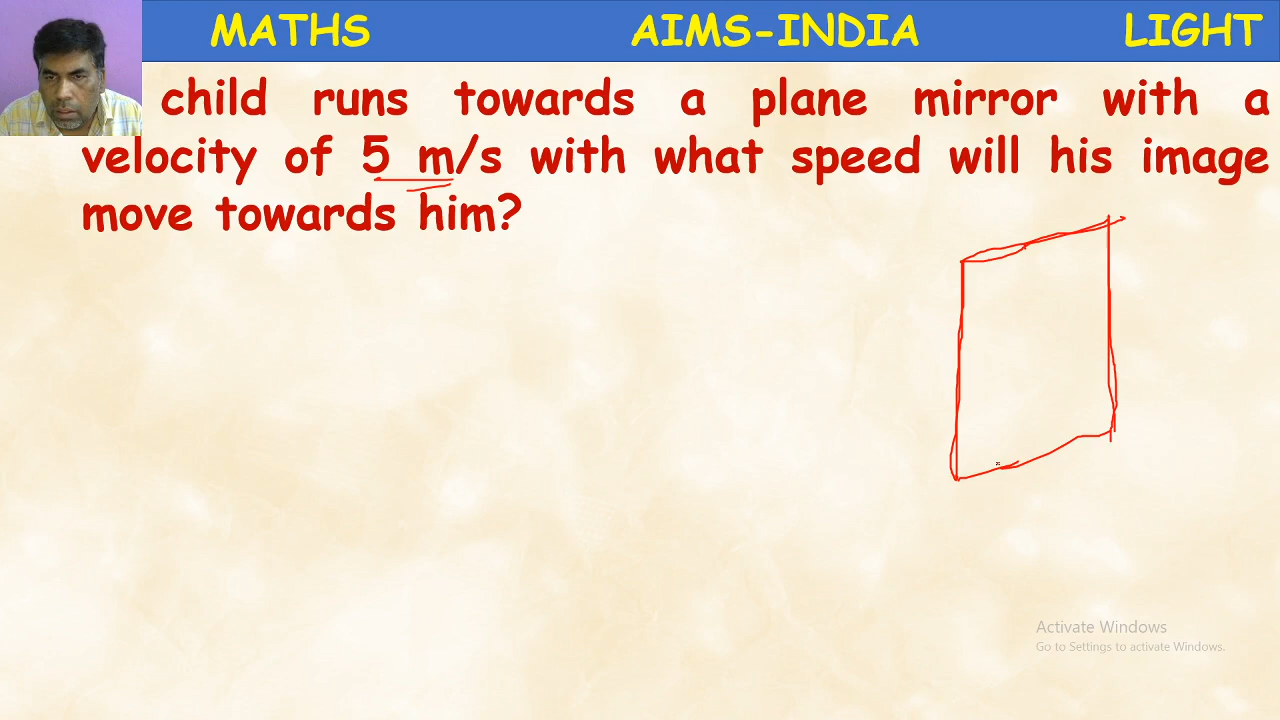 MATHS AIMS-INDIA LIGHT
child runs towards a plane mirror with a
velocity of 5 m/s with what speed will his image
move towards him?
Activate Windows
Go to Settings to activate Windows.